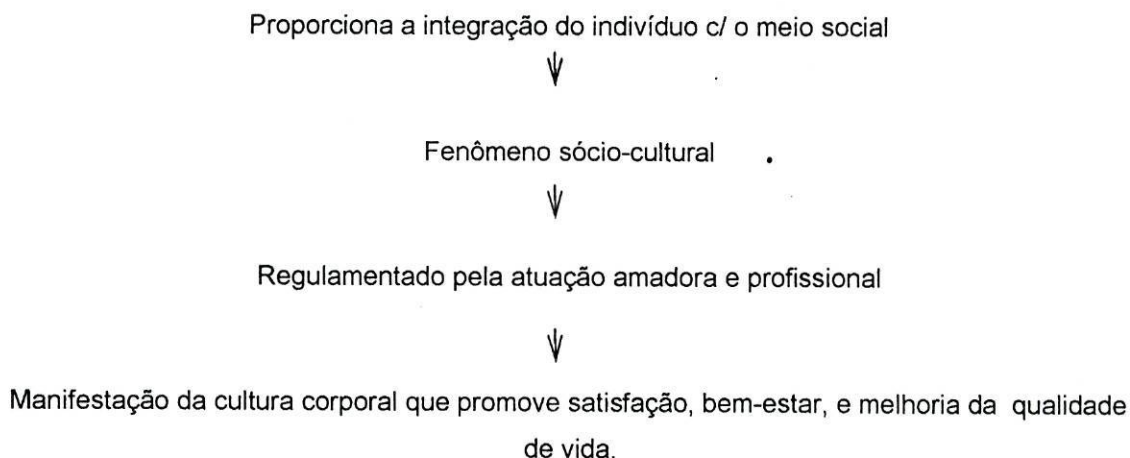 Proporciona a integração do indivíduo c/ o meio social
Fenômeno sócio-cultural
Regulamentado pela atuação amadora e profissional
Manifestação da cultura corporal que promove satisfação, bem-estar, e melhoria da qualidade
de vida.